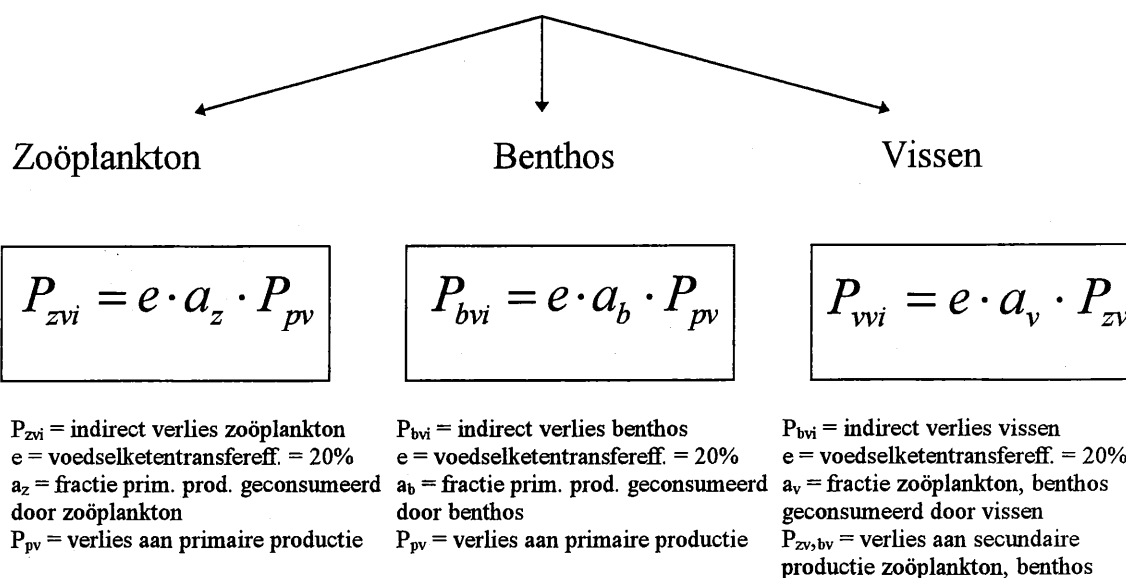 Zoöplankton
Benthos
Vissen
P_zvi = e · a_z · P_pv
P_bvi = e · a_b · P_pv
P_vvi = e · a_v · P_zv
P_zvi = indirect verlies zoöplankton
e = voedselketentransfereff. = 20%
a_z = fractie prim. prod. geconsumeerd
door zoöplankton
P_pv = verlies aan primaire productie
P_bvi = indirect verlies benthos
e = voedselketentransfereff. = 20%
a_b = fractie prim. prod. geconsumeerd
door benthos
P_pv = verlies aan primaire productie
P_bvi = indirect verlies vissen
e = voedselketentransfereff. = 20%
a_v = fractie zoöplankton, benthos
geconsumeerd door vissen
P_zv,bv = verlies aan secundaire
productie zoöplankton, benthos